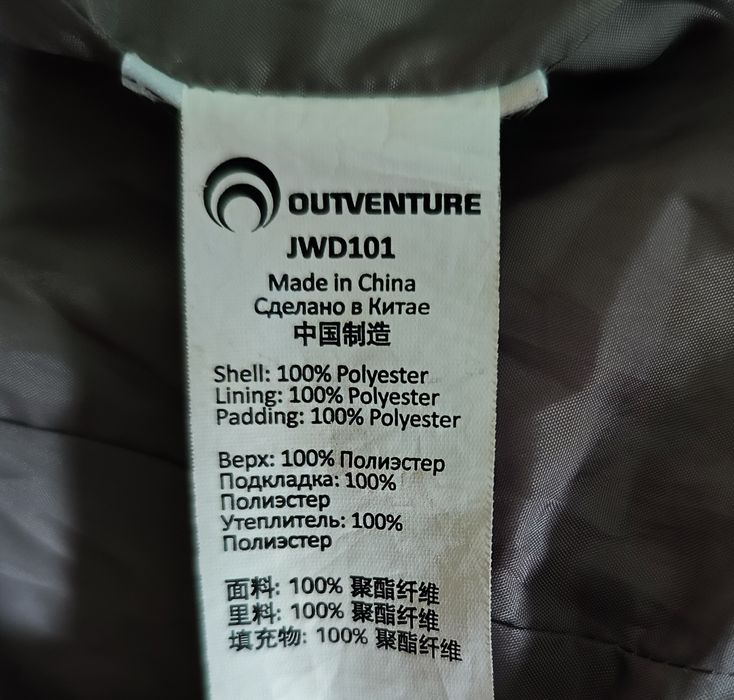 OUTVENTURE
JWD101
Made in China
Сделано в Китае
中国制造
Shell: 100% Polyester
Lining: 100% Polyester
Padding: 100% Polyester
Верх: 100% Полиэстер
Подкладка: 100%
Полиэстер
Утеплитель: 100%
Полиэстер
面料: 100% 聚酯纤维
里料: 100% 聚酯纤维
填充物: 100% 聚酯纤维